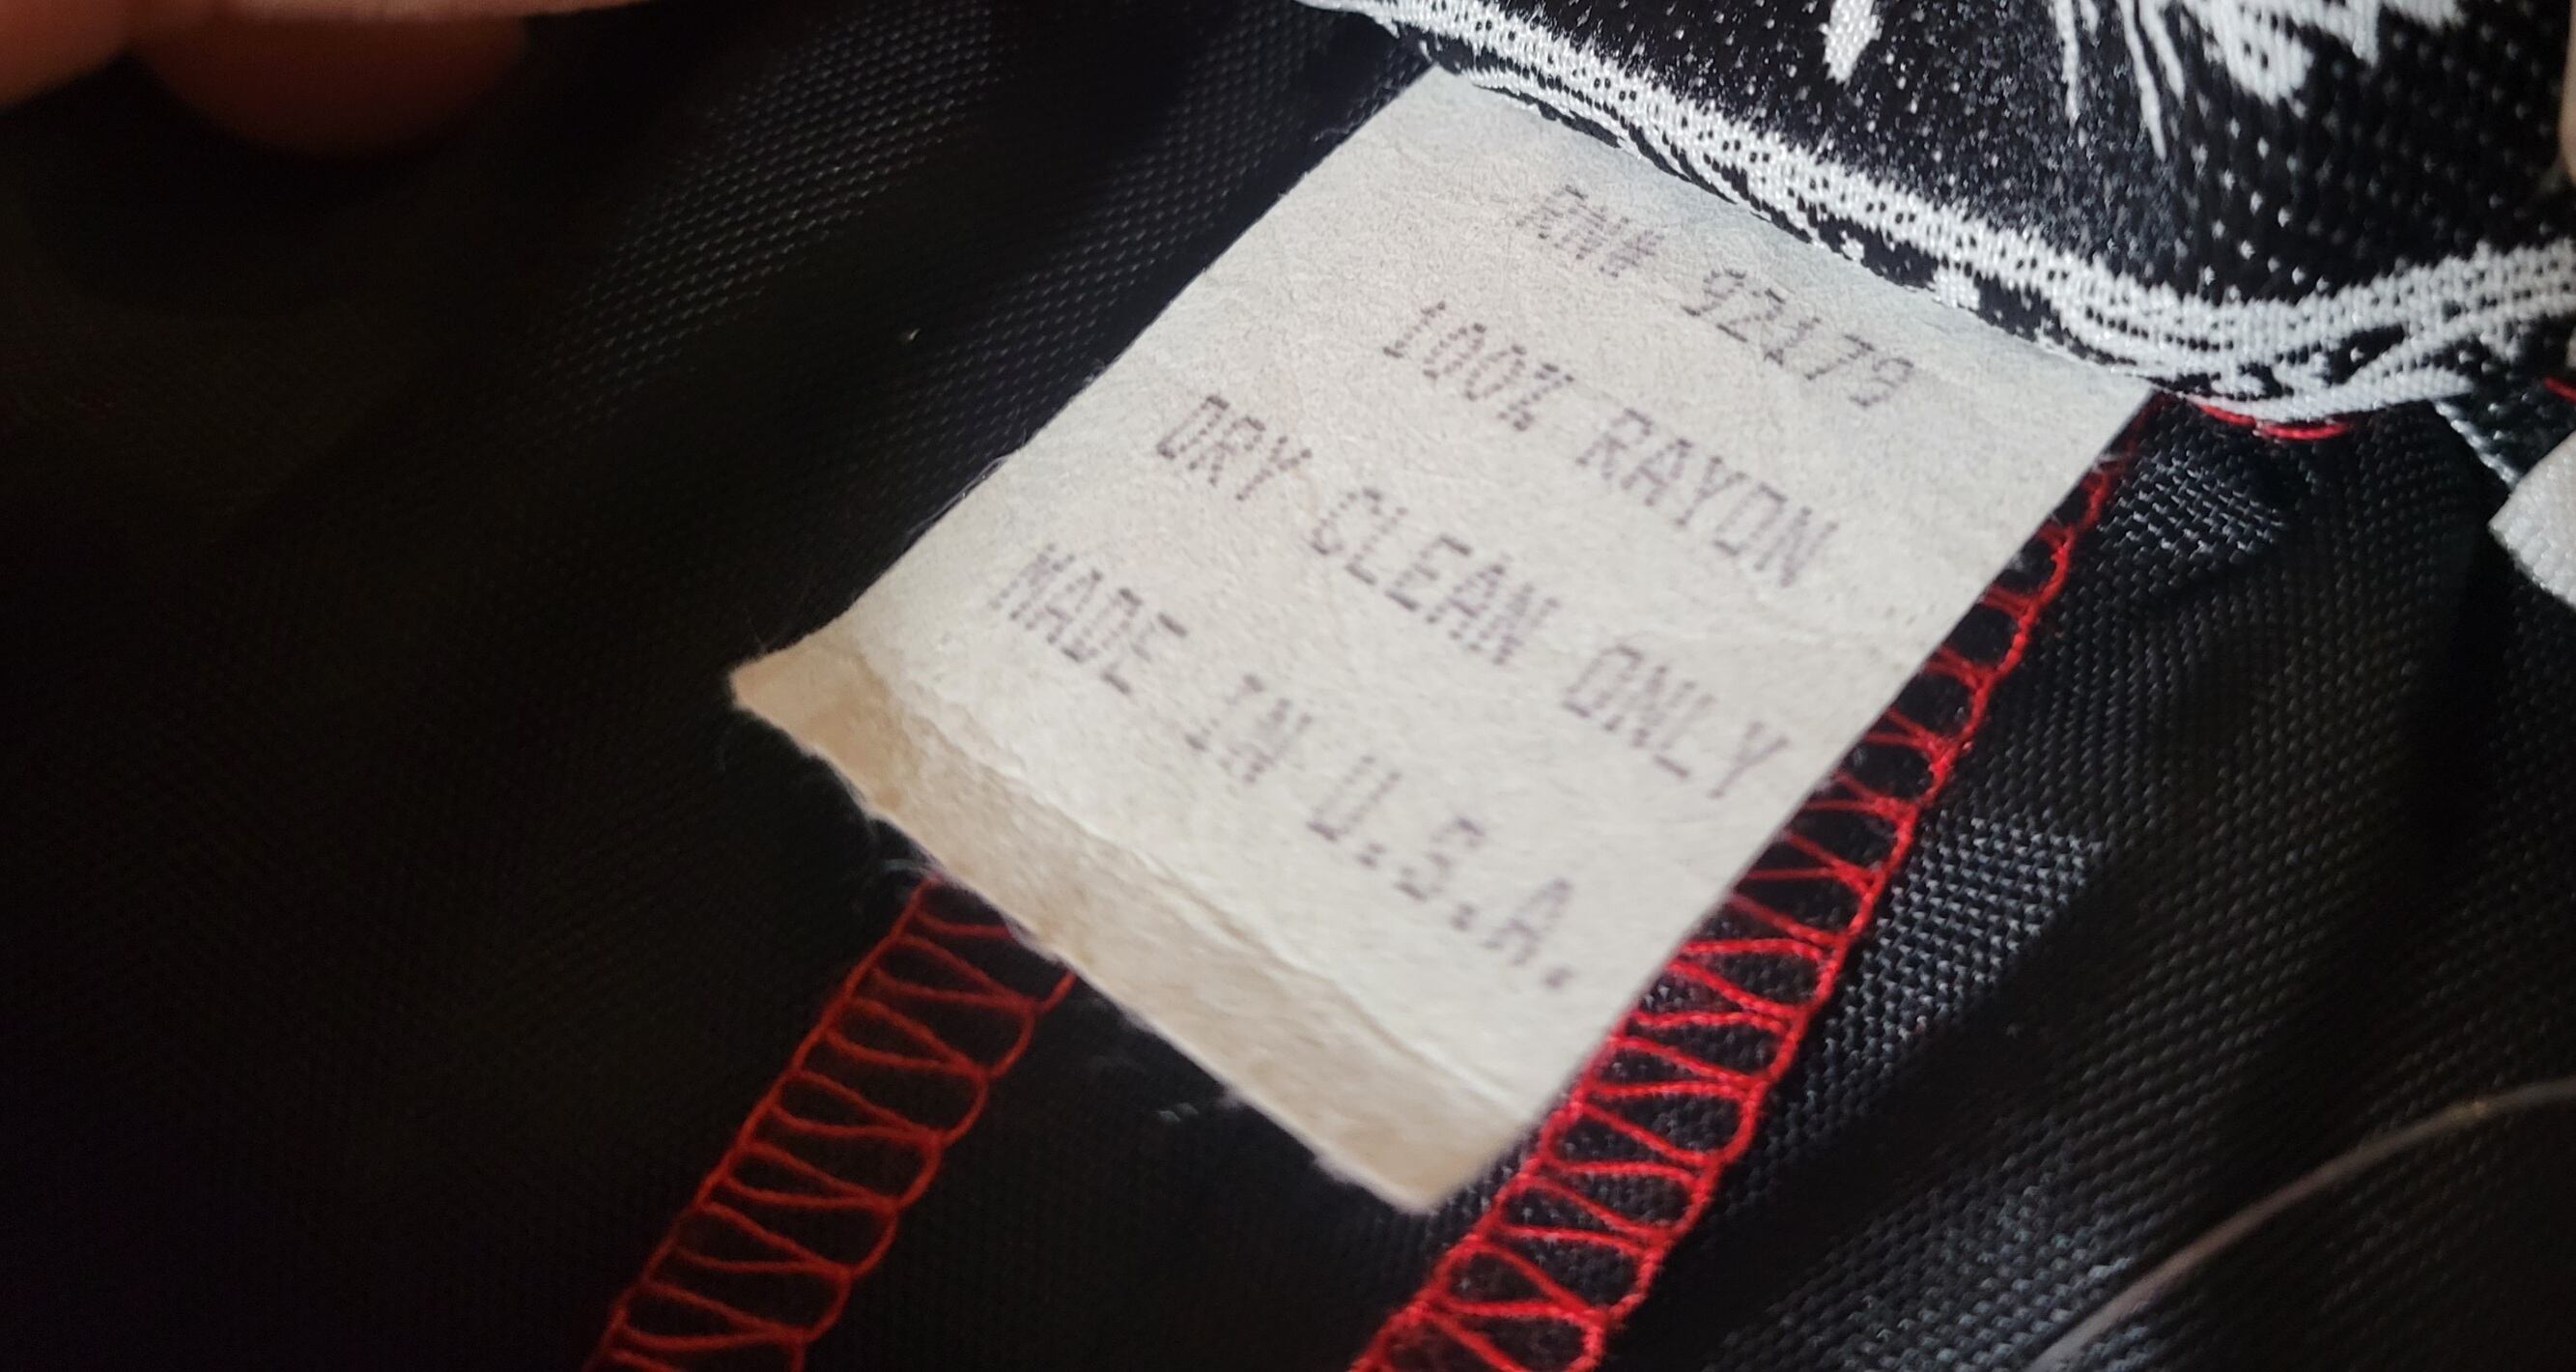 RN# 92179
100% RAYON
DRY CLEAN ONLY
MADE IN U.S.A.